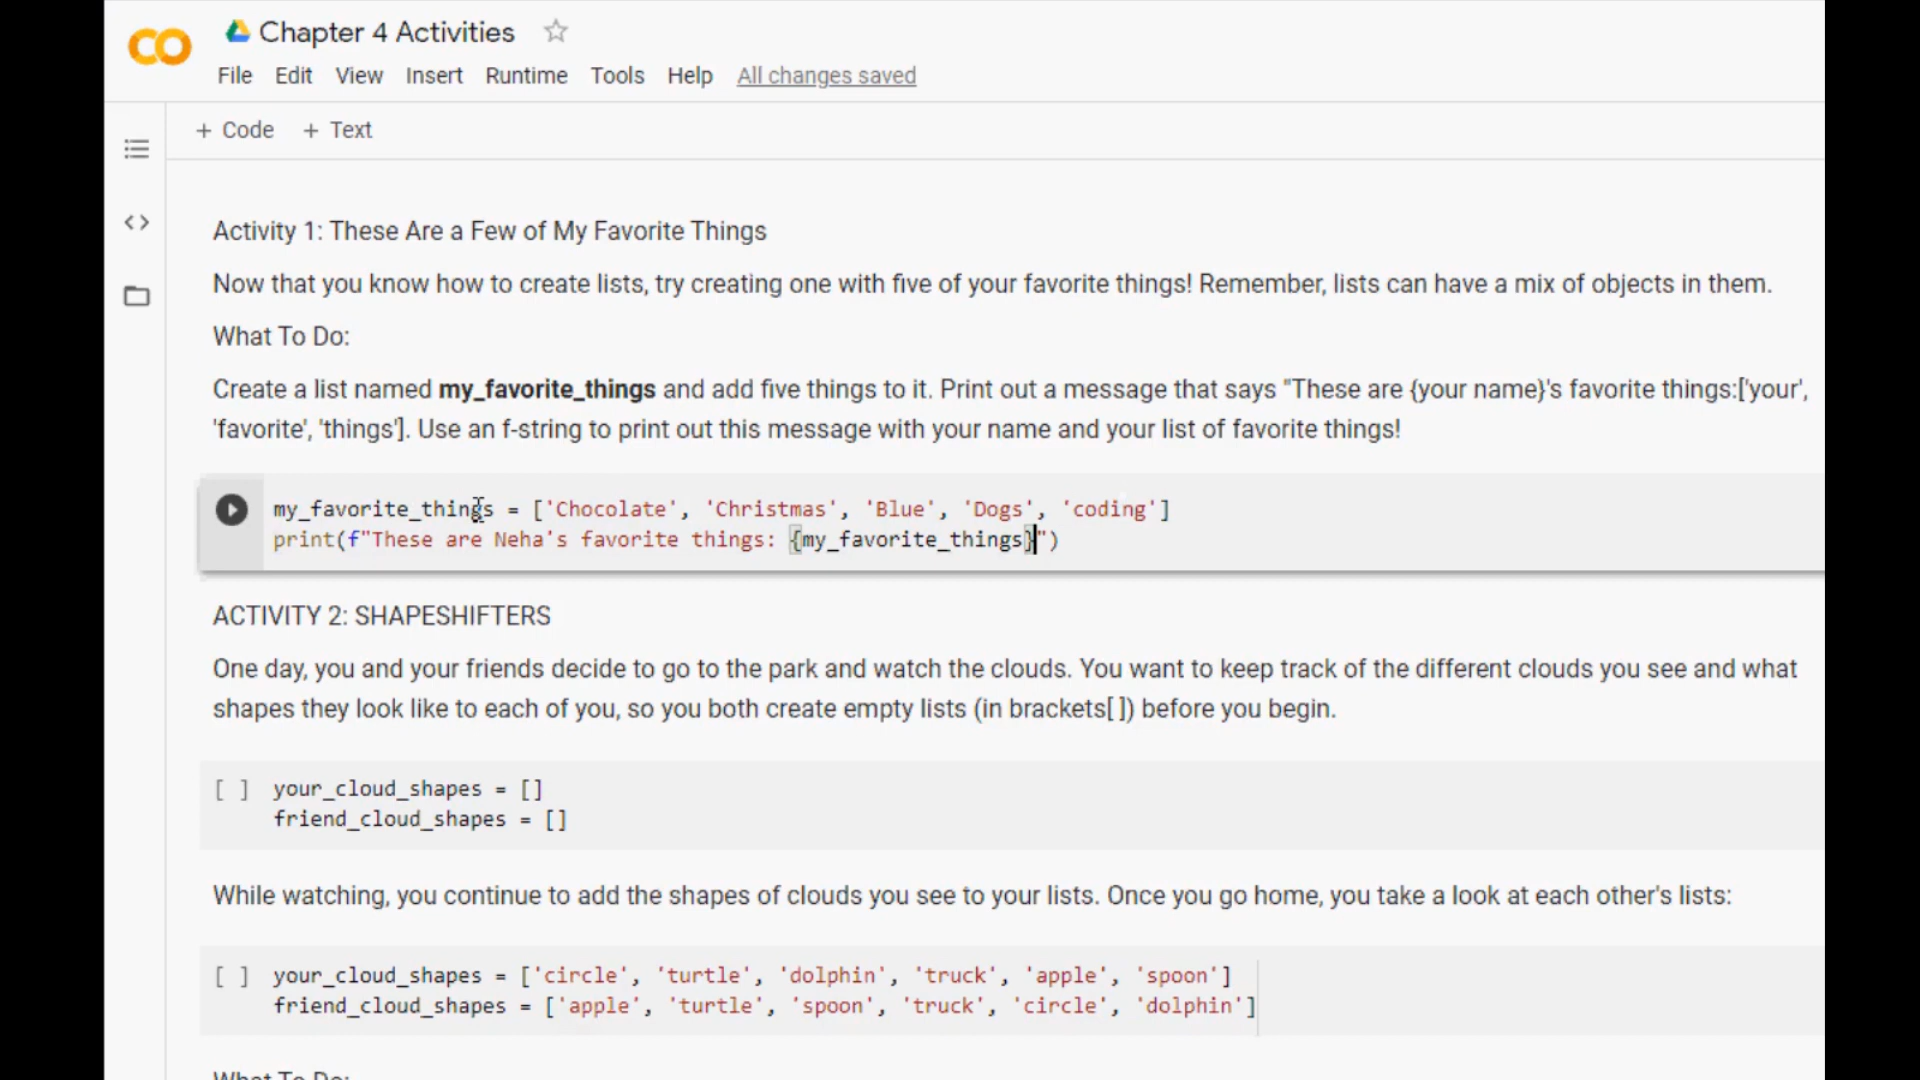 Chapter 4 Activities
File Edit View Insert Runtime Tools Help All changes saved
+ Code + Text
Activity 1: These Are a Few of My Favorite Things
Now that you know how to create lists, try creating one with five of your favorite things! Remember, lists can have a mix of objects in them.
What To Do:
Create a list named my_favorite_things and add five things to it. Print out a message that says "These are {your name}'s favorite things:['your',
'favorite', 'things']. Use an f-string to print out this message with your name and your list of favorite things!
my_favorite_things = ['Chocolate', 'Christmas', 'Blue', 'Dogs', 'coding']
print(f"These are Neha's favorite things: {my_favorite_things}")
ACTIVITY 2: SHAPESHIFTERS
One day, you and your friends decide to go to the park and watch the clouds. You want to keep track of the different clouds you see and what
shapes they look like to each of you, so you both create empty lists (in brackets[ ]) before you begin.
[ ] your_cloud_shapes = []
friend_cloud_shapes = []
While watching, you continue to add the shapes of clouds you see to your lists. Once you go home, you take a look at each other's lists:
[ ] your_cloud_shapes = ['circle', 'turtle', 'dolphin', 'truck', 'apple', 'spoon']
friend_cloud_shapes = ['apple', 'turtle', 'spoon', 'truck', 'circle', 'dolphin']
What To Do: